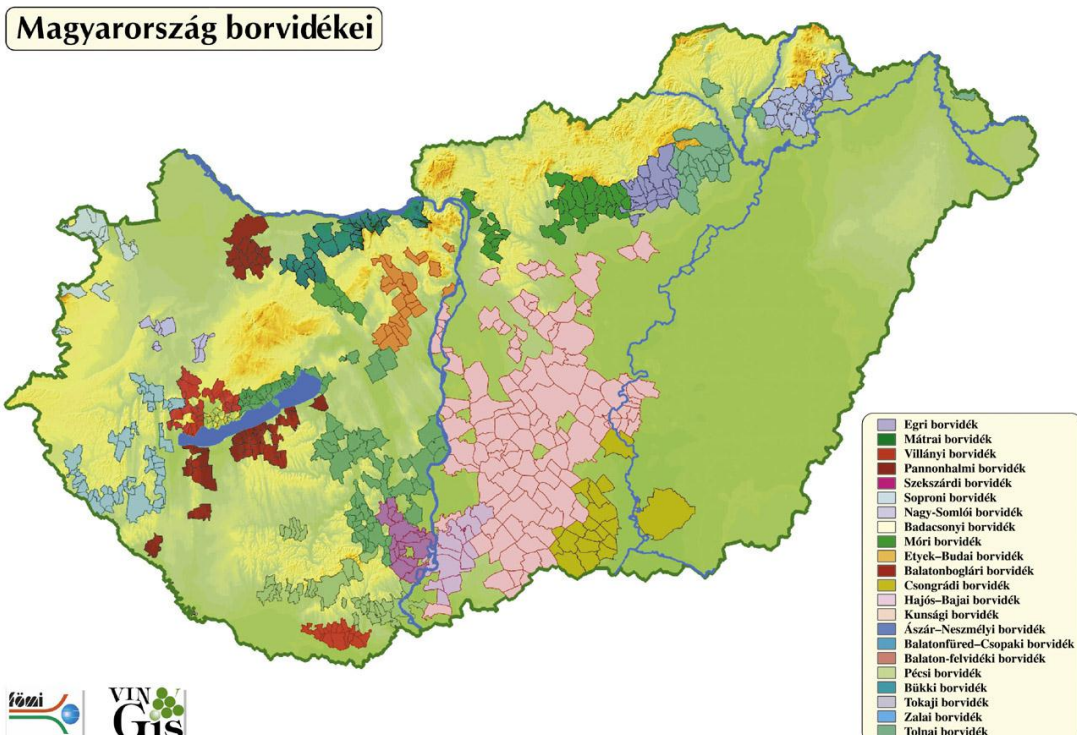 Magyarország borvidékei
Egri borvidék
Mátrai borvidék
Villányi borvidék
Pannonhalmi borvidék
Szekszárdi borvidék
Soproni borvidék
Nagy-Somlói borvidék
Badacsonyi borvidék
Móri borvidék
Etyek–Budai borvidék
Balatonboglári borvidék
Csongrádi borvidék
Hajós–Bajai borvidék
Kunsági borvidék
Ászár–Neszmélyi borvidék
Balatonfüred–Csopaki borvidék
Balaton-felvidéki borvidék
Pécsi borvidék
Bükki borvidék
Tokaji borvidék
Zalai borvidék
Tolnai borvidék
fömi
VIN
Gis